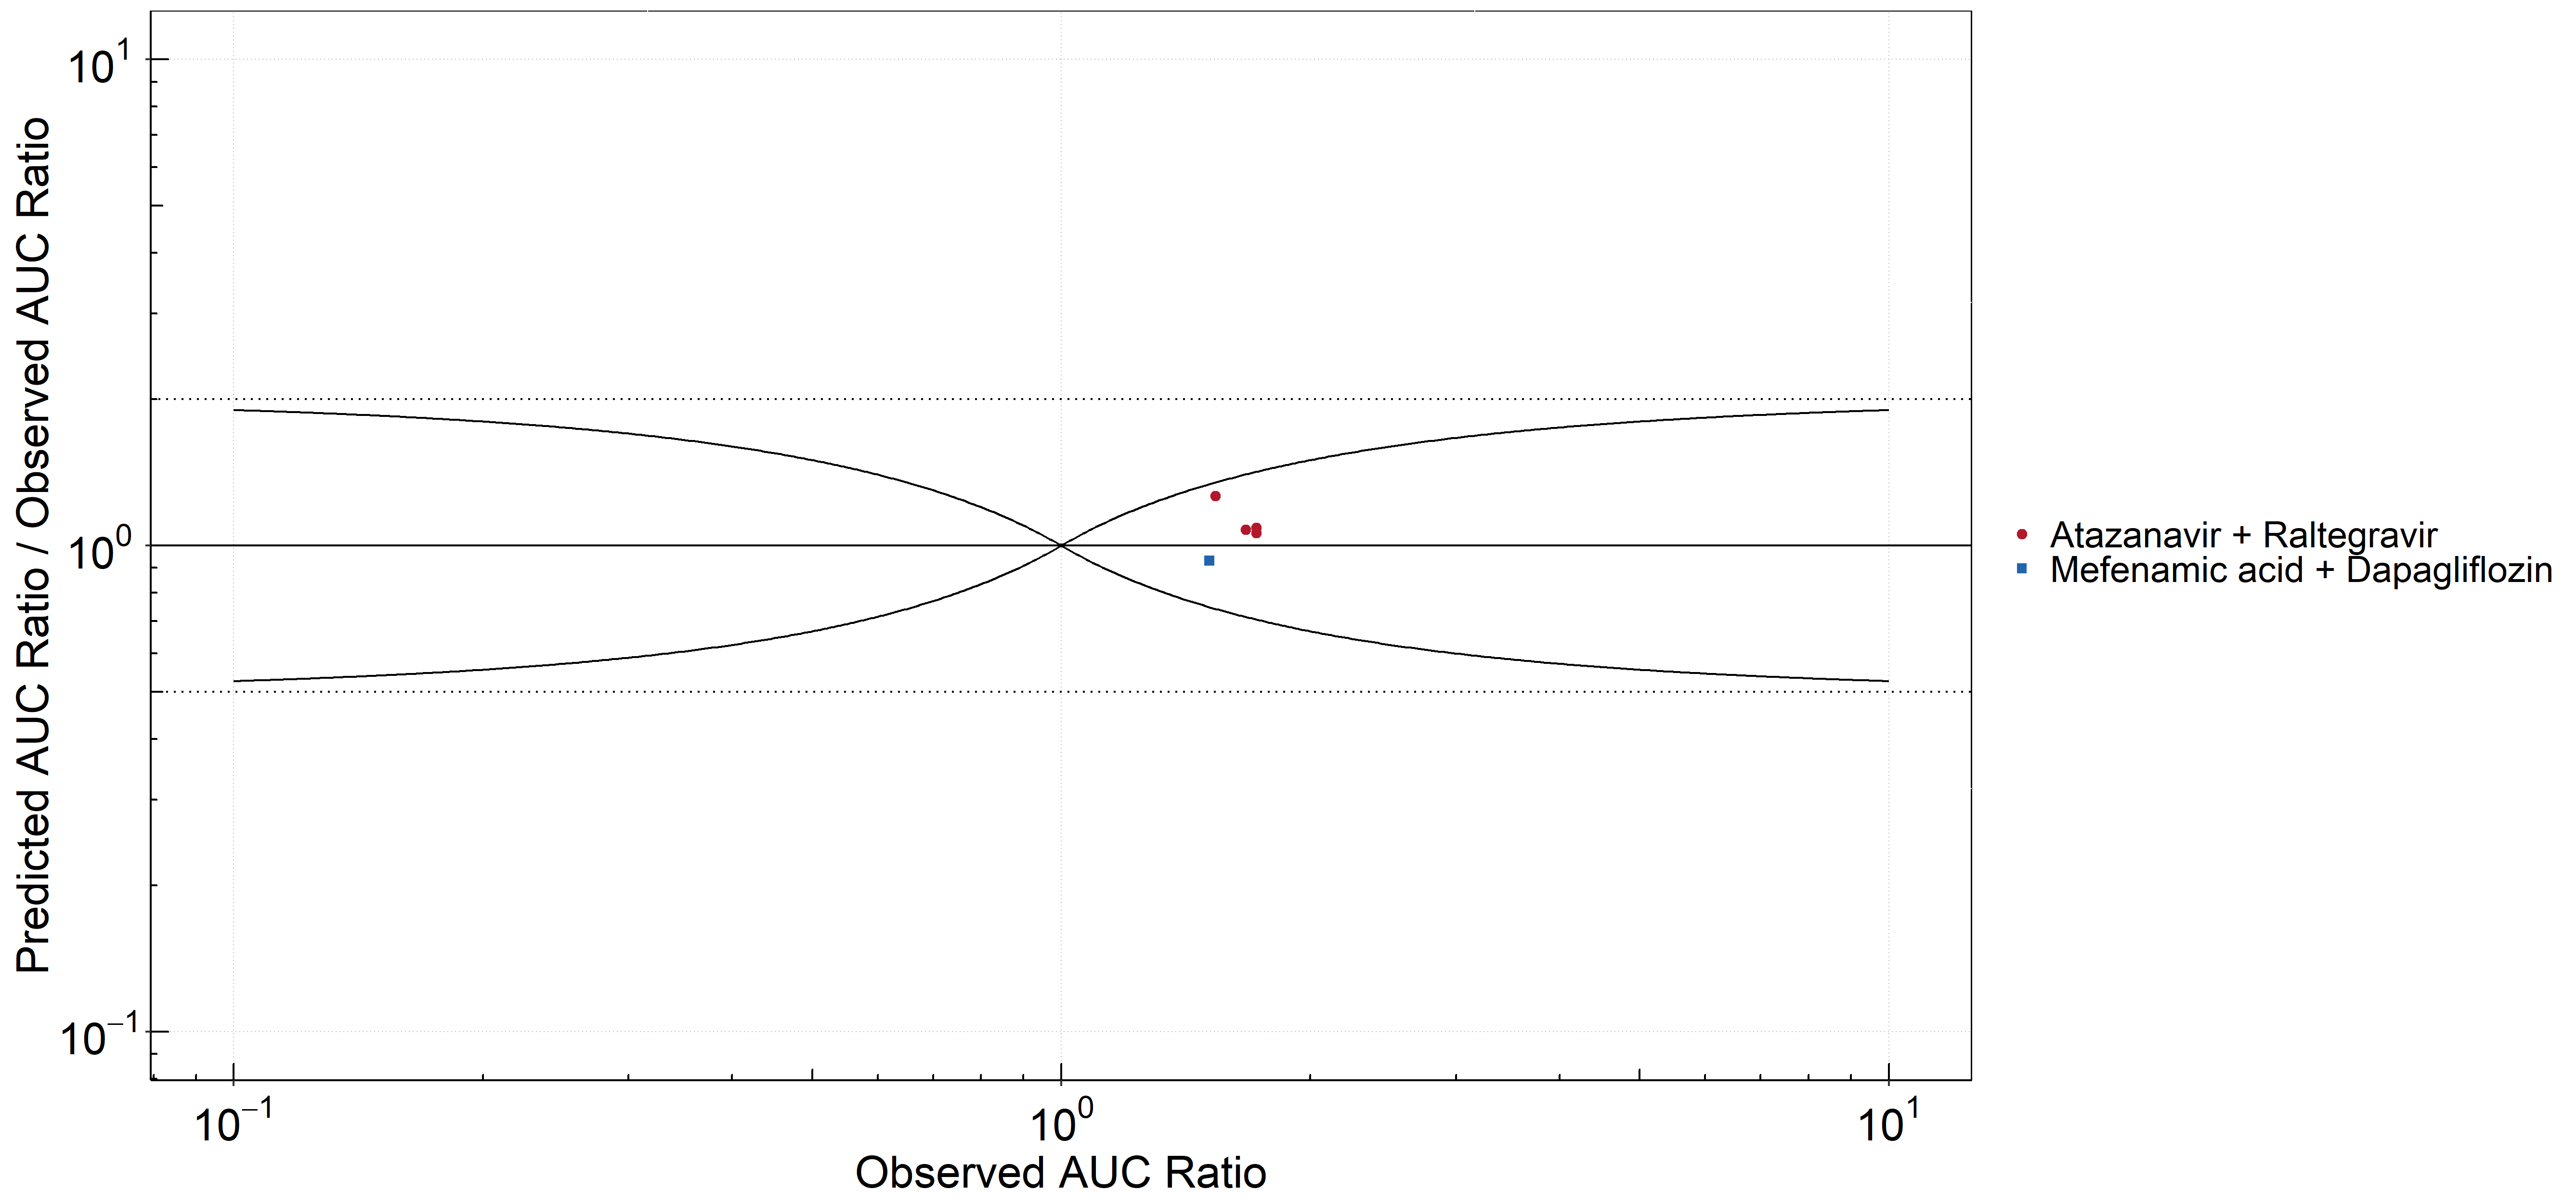 Predicted AUC Ratio / Observed AUC Ratio
10¹
10⁰
10⁻¹
10⁻¹
10⁰
10¹
Observed AUC Ratio
Atazanavir + Raltegravir
Mefenamic acid + Dapagliflozin